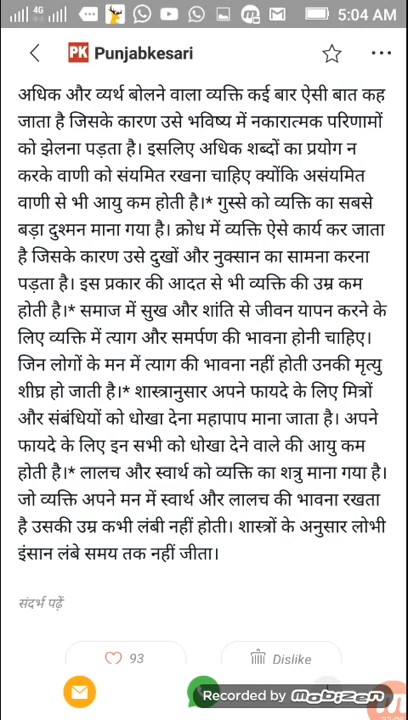 4G
5:04 AM
PK Punjabkesari
अधिक और व्यर्थ बोलने वाला व्यक्ति कई बार ऐसी बात कह
जाता है जिसके कारण उसे भविष्य में नकारात्मक परिणामों
को झेलना पड़ता है। इसलिए अधिक शब्दों का प्रयोग न
करके वाणी को संयमित रखना चाहिए क्योंकि असंयमित
वाणी से भी आयु कम होती है।* गुस्से को व्यक्ति का सबसे
बड़ा दुश्मन माना गया है। क्रोध में व्यक्ति ऐसे कार्य कर जाता
है जिसके कारण उसे दुखों और नुक्सान का सामना करना
पड़ता है। इस प्रकार की आदत से भी व्यक्ति की उम्र कम
होती है।* समाज में सुख और शांति से जीवन यापन करने के
लिए व्यक्ति में त्याग और समर्पण की भावना होनी चाहिए।
जिन लोगों के मन में त्याग की भावना नहीं होती उनकी मृत्यु
शीघ्र हो जाती है।* शास्त्रानुसार अपने फायदे के लिए मित्रों
और संबंधियों को धोखा देना महापाप माना जाता है। अपने
फायदे के लिए इन सभी को धोखा देने वाले की आयु कम
होती है।* लालच और स्वार्थ को व्यक्ति का शत्रु माना गया है।
जो व्यक्ति अपने मन में स्वार्थ और लालच की भावना रखता
है उसकी उम्र कभी लंबी नहीं होती। शास्त्रों के अनुसार लोभी
इंसान लंबे समय तक नहीं जीता।
संदर्भ पढ़ें
93
Dislike
Recorded by mobizen